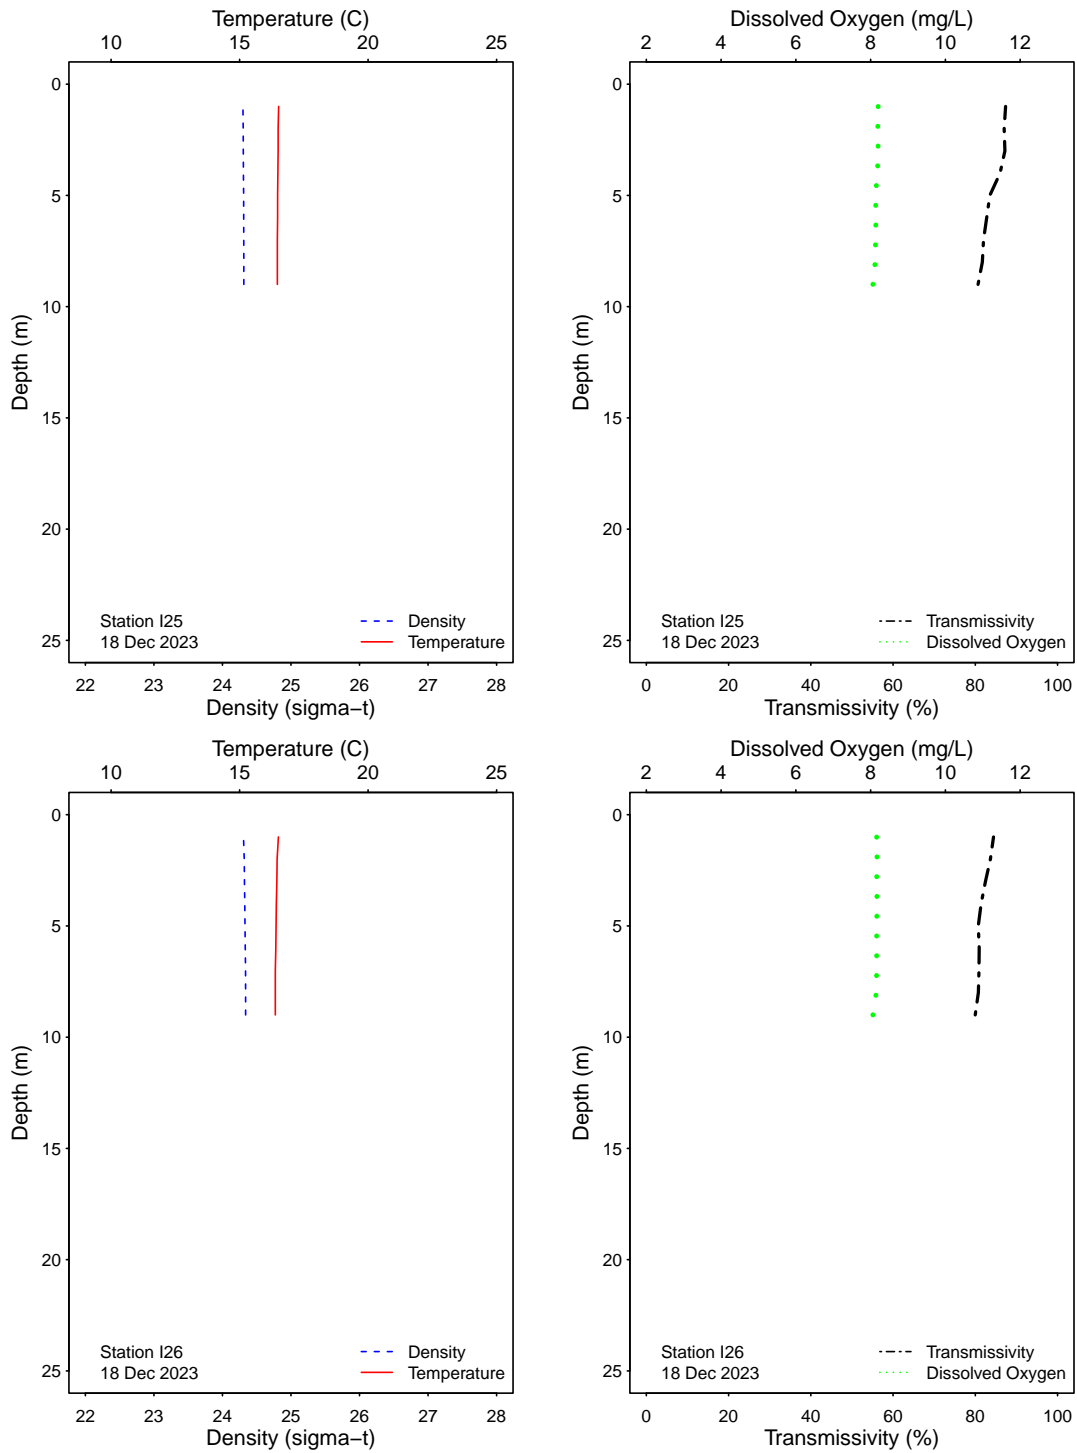 Temperature (C)
10 15 20 25
0
5
10
15
20
25
Depth (m)
Station I25
18 Dec 2023
Density
Temperature
22 23 24 25 26 27 28
Density (sigma−t)
Dissolved Oxygen (mg/L)
2 4 6 8 10 12
0
5
10
15
20
25
Depth (m)
Station I25
18 Dec 2023
Transmissivity
Dissolved Oxygen
0 20 40 60 80 100
Transmissivity (%)
Temperature (C)
10 15 20 25
0
5
10
15
20
25
Depth (m)
Station I26
18 Dec 2023
Density
Temperature
22 23 24 25 26 27 28
Density (sigma−t)
Dissolved Oxygen (mg/L)
2 4 6 8 10 12
0
5
10
15
20
25
Depth (m)
Station I26
18 Dec 2023
Transmissivity
Dissolved Oxygen
0 20 40 60 80 100
Transmissivity (%)